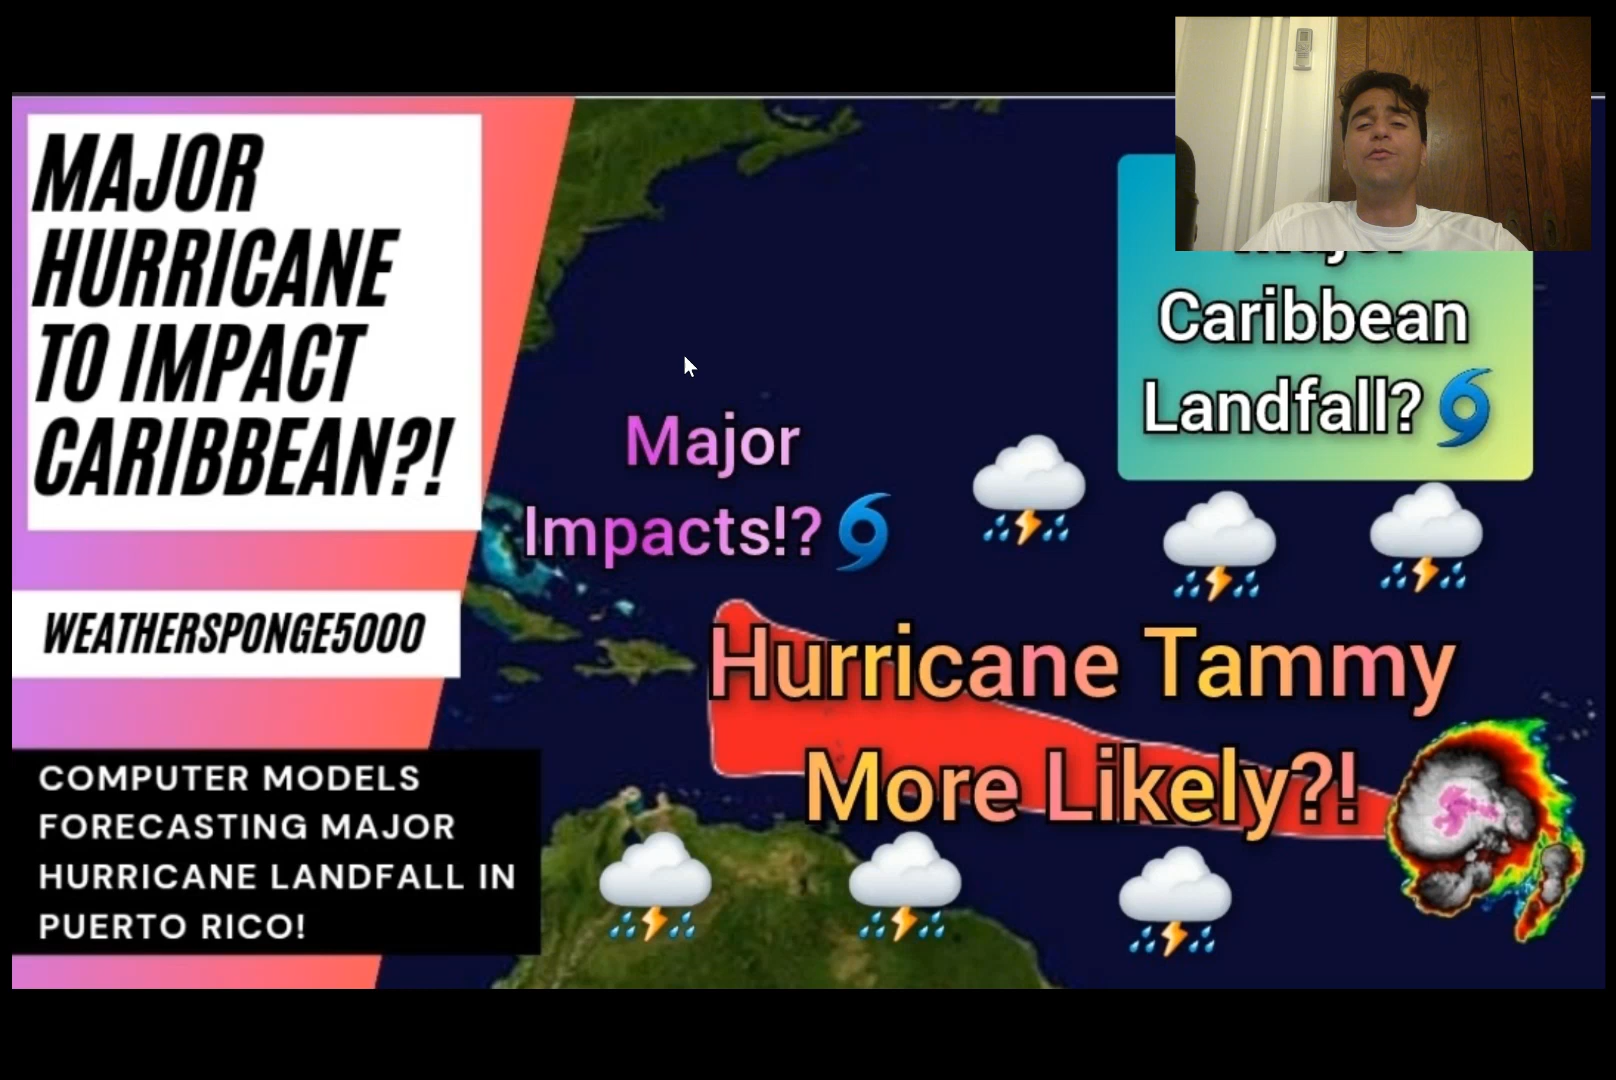 MAJOR
HURRICANE
TO IMPACT
CARIBBEAN?!
WEATHERSPONGE5000
COMPUTER MODELS
FORECASTING MAJOR
HURRICANE LANDFALL IN
PUERTO RICO!
Major
Impacts!?
Caribbean
Landfall?
Hurricane Tammy
More Likely?!